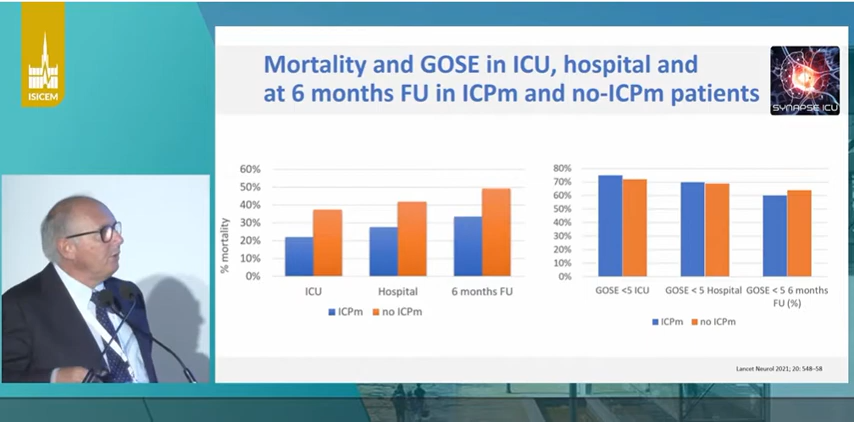 ISICEM
Mortality and GOSE in ICU, hospital and
at 6 months FU in ICPm and no-ICPm patients
SYNAPSE ICU
% mortality
60%
50%
40%
30%
20%
10%
0%
ICU
Hospital
6 months FU
ICPm
no ICPm
80%
70%
60%
50%
40%
30%
20%
10%
0%
GOSE <5 ICU
GOSE < 5 Hospital
GOSE < 5 6 months
FU (%)
ICPm
no ICPm
Lancet Neurol 2021; 20: 548–58